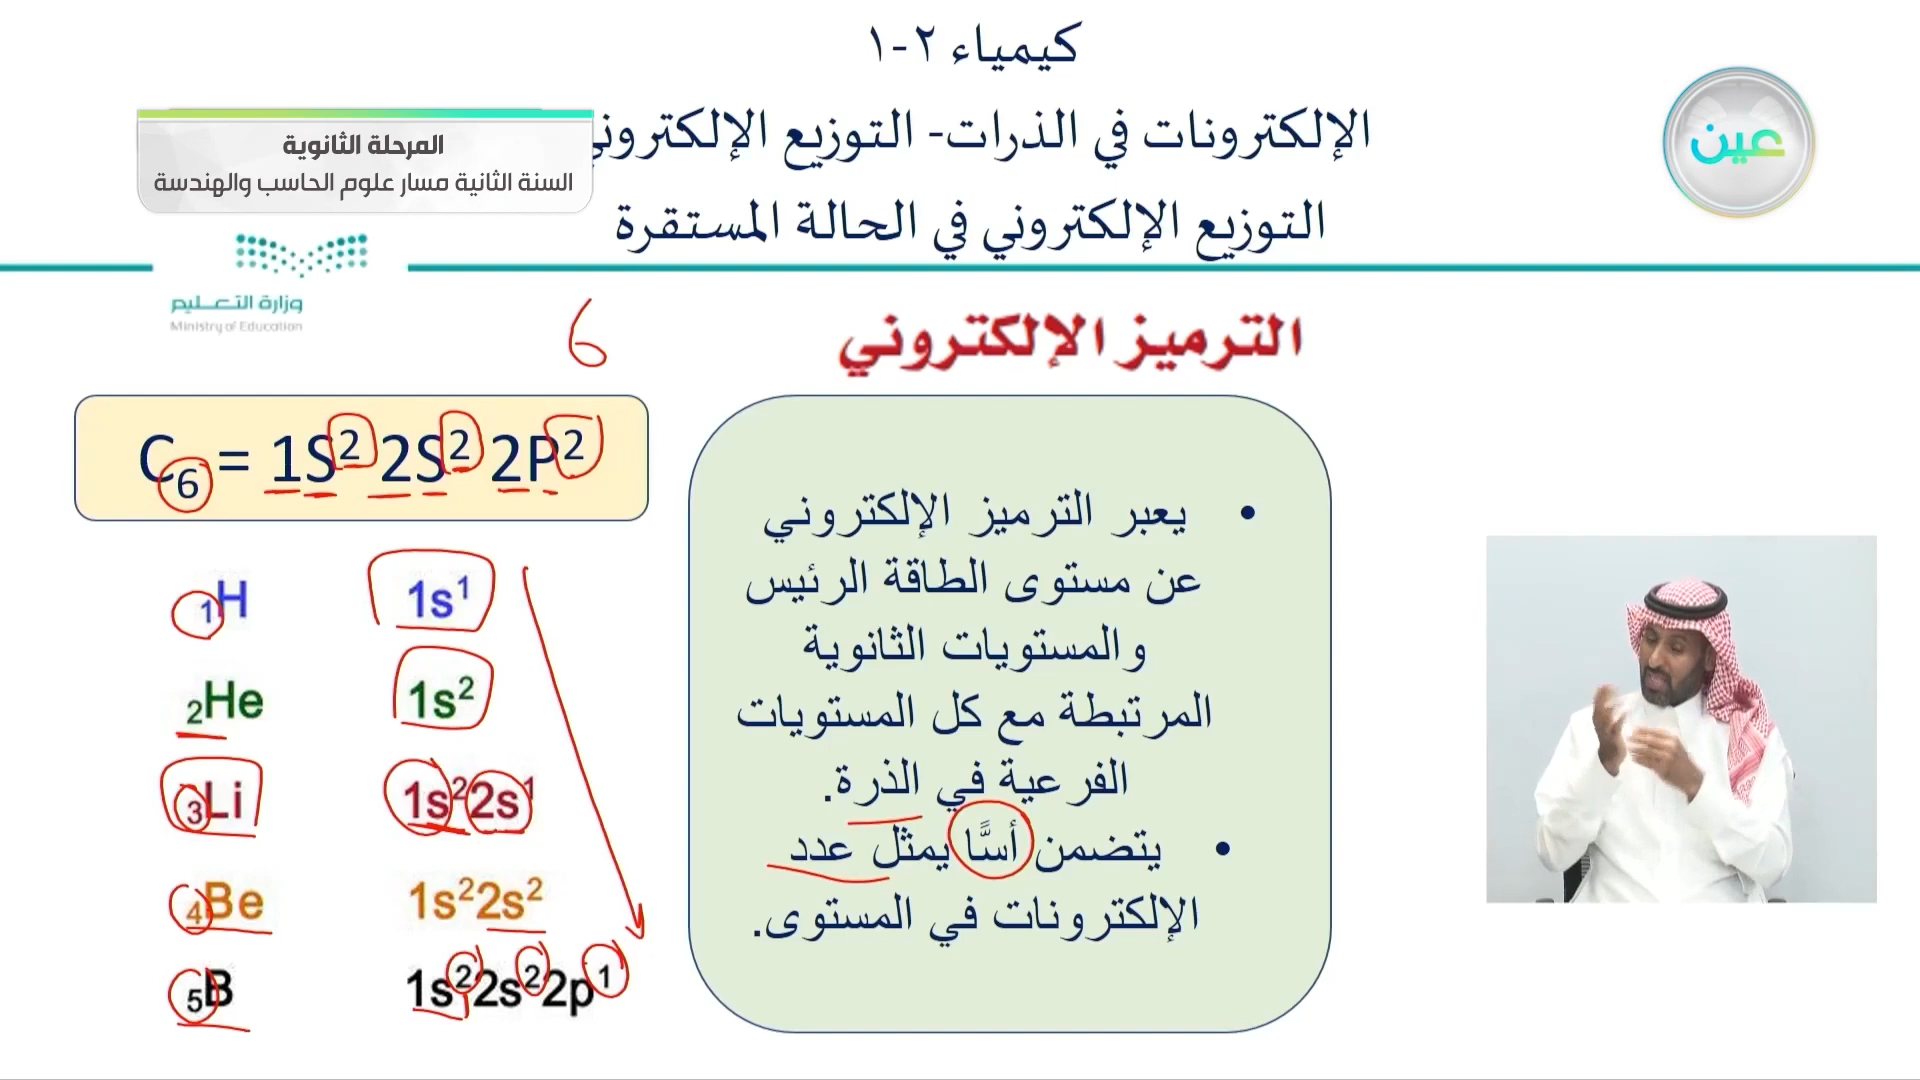 كيمياء ٢-١
الإلكترونات في الذرات- التوزيع الإلكتروني
المرحلة الثانوية
السنة الثانية مسار علوم الحاسب والهندسة
عين
التوزيع الإلكتروني في الحالة المستقرة
وزارة التعليم
Ministry of Education
6
الترميز الإلكتروني
C₆ = 1S² 2S² 2P²
• يعبر الترميز الإلكتروني
عن مستوى الطاقة الرئيس
والمستويات الثانوية
المرتبطة مع كل المستويات
الفرعية في الذرة.
• يتضمن أسًّا يمثل عدد
الإلكترونات في المستوى.
₁H 1s¹
₂He 1s²
₃Li 1s²2s¹
₄Be 1s²2s²
₅B 1s²2s²2p¹